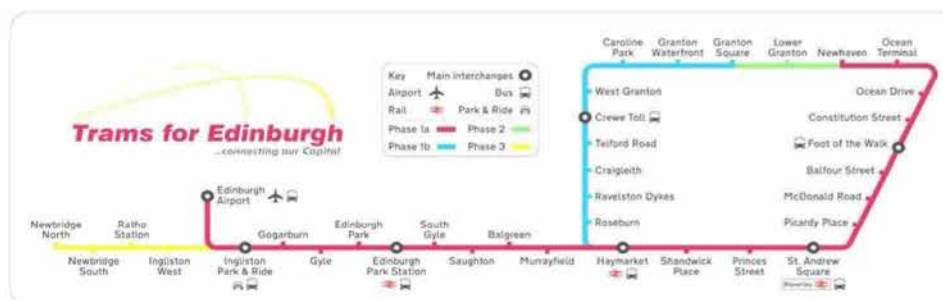 Trams for Edinburgh
...connecting our Capital
Key
Main interchanges
Airport
Bus
Rail
Park & Ride
Phase 1a
Phase 2
Phase 1b
Phase 3
Caroline
Park
Granton
Waterfront
Granton
Square
Lower
Granton
Newhaven
Ocean
Terminal
West Granton
Crewe Toll
Telford Road
Craigleith
Ravelston Dykes
Roseburn
Ocean Drive
Constitution Street
Foot of the Walk
Balfour Street
McDonald Road
Picardy Place
Edinburgh
Airport
Newbridge
North
Ratho
Station
Gogarburn
Edinburgh
Park
South
Gyle
Balgreen
Newbridge
South
Ingliston
West
Ingliston
Park & Ride
Gyle
Edinburgh
Park Station
Saughton
Murrayfield
Haymarket
Shandwick
Place
Princes
Street
St. Andrew
Square
Waverley